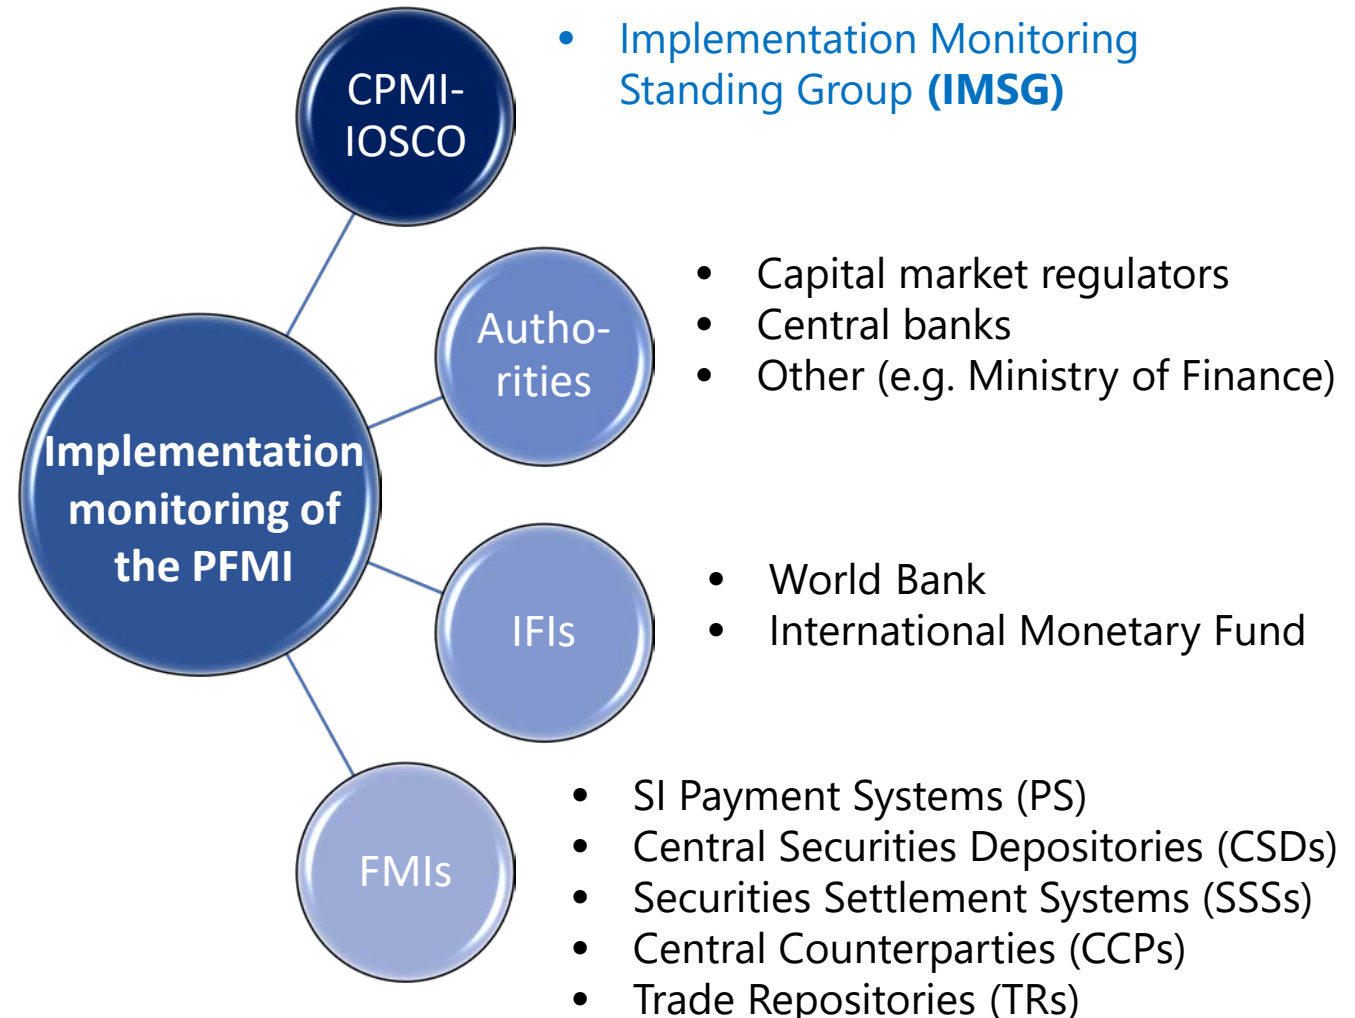 CPMI-
IOSCO
• Implementation Monitoring
Standing Group (IMSG)
Autho-
rities
• Capital market regulators
• Central banks
• Other (e.g. Ministry of Finance)
Implementation
monitoring of
the PFMI
IFIs
• World Bank
• International Monetary Fund
FMIs
• SI Payment Systems (PS)
• Central Securities Depositories (CSDs)
• Securities Settlement Systems (SSSs)
• Central Counterparties (CCPs)
• Trade Repositories (TRs)